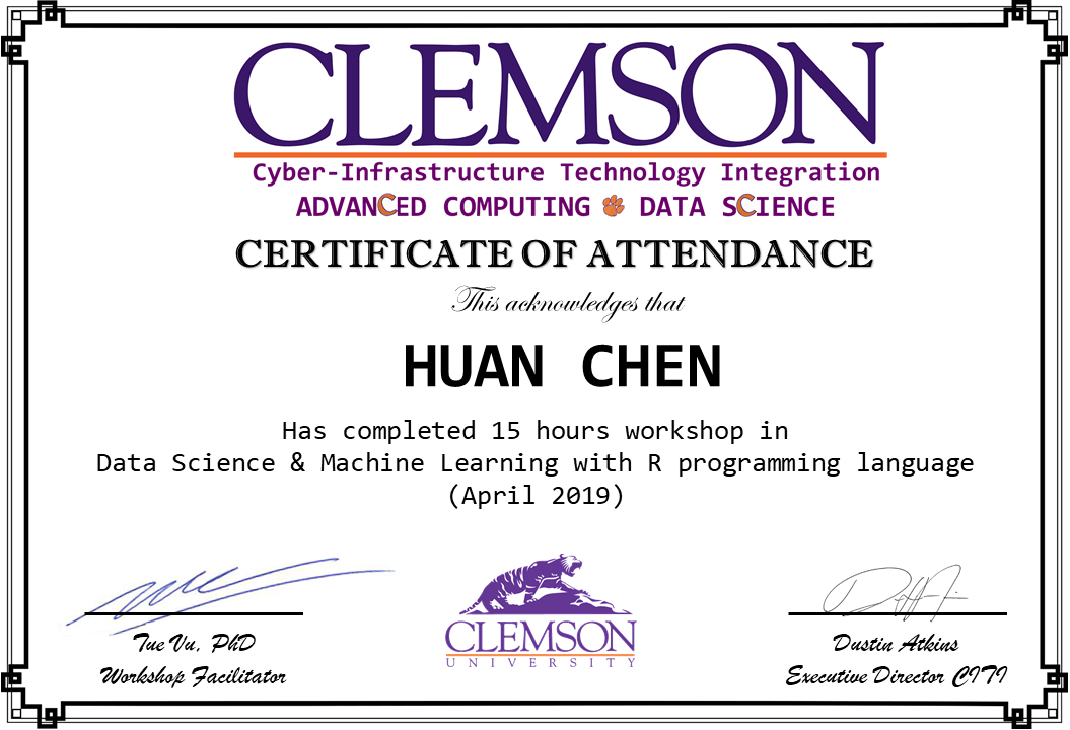 CLEMSON
Cyber-Infrastructure Technology Integration
ADVANCED COMPUTING DATA SCIENCE
CERTIFICATE OF ATTENDANCE
This acknowledges that
HUAN CHEN
Has completed 15 hours workshop in
Data Science & Machine Learning with R programming language
(April 2019)
Tue Vu, PhD
Workshop Facilitator
CLEMSON
UNIVERSITY
Dustin Atkins
Executive Director CITI